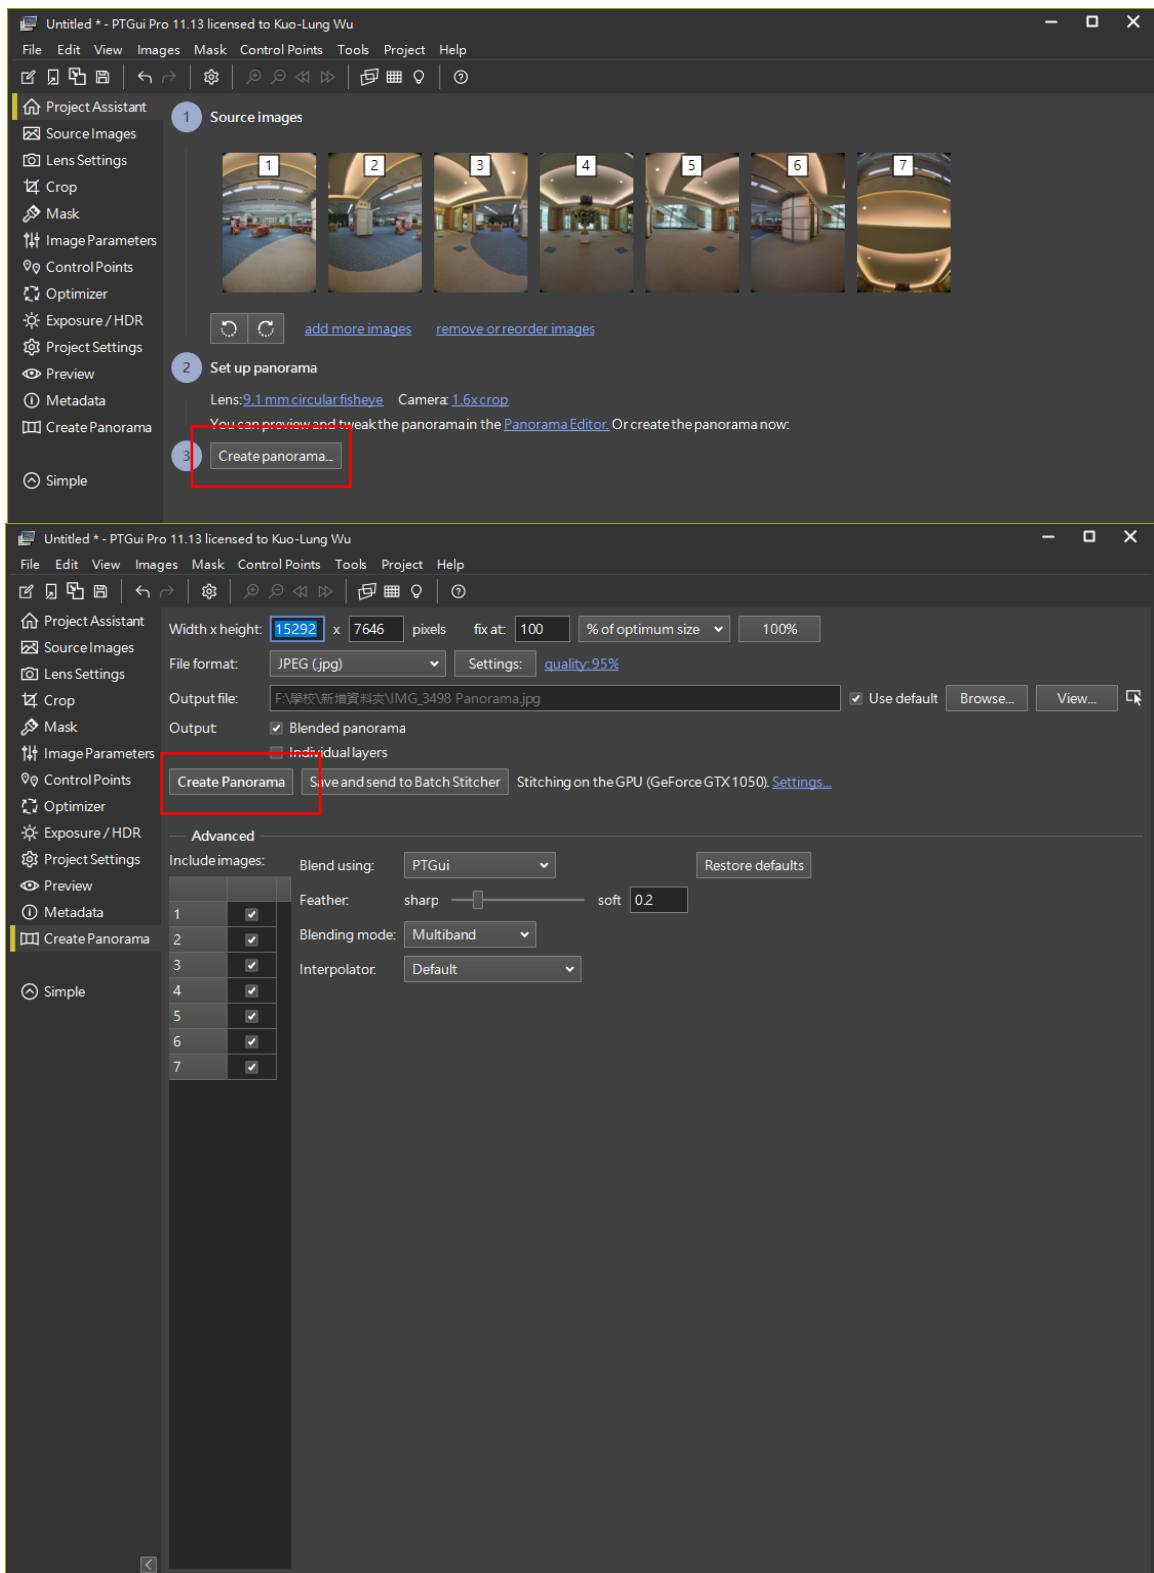 Untitled * - PTGui Pro 11.13 licensed to Kuo-Lung Wu
File Edit View Images Mask Control Points Tools Project Help
Project Assistant
Source Images
Lens Settings
Crop
Mask
Image Parameters
Control Points
Optimizer
Exposure / HDR
Project Settings
Preview
Metadata
Create Panorama
Simple
1 Source images
1 2 3 4 5 6 7
add more images remove or reorder images
2 Set up panorama
Lens: 9.1 mm circular fisheye Camera: 1.6x crop
You can preview and tweak the panorama in the Panorama Editor. Or create the panorama now:
3 Create panorama...
Untitled * - PTGui Pro 11.13 licensed to Kuo-Lung Wu
File Edit View Images Mask Control Points Tools Project Help
Project Assistant
Source Images
Lens Settings
Crop
Mask
Image Parameters
Control Points
Optimizer
Exposure / HDR
Project Settings
Preview
Metadata
Create Panorama
Simple
Width x height: 15292 x 7646 pixels fix at: 100 % of optimum size 100%
File format: JPEG (.jpg) Settings: quality: 95%
Output file: F:\學校\新增資料夾\IMG_3498 Panorama.jpg Use default Browse... View...
Output: Blended panorama
Individual layers
Create Panorama Save and send to Batch Stitcher Stitching on the GPU (GeForce GTX 1050). Settings...
Advanced
Include images:
1
2
3
4
5
6
7
Blend using: PTGui Restore defaults
Feather: sharp soft 0.2
Blending mode: Multiband
Interpolator: Default